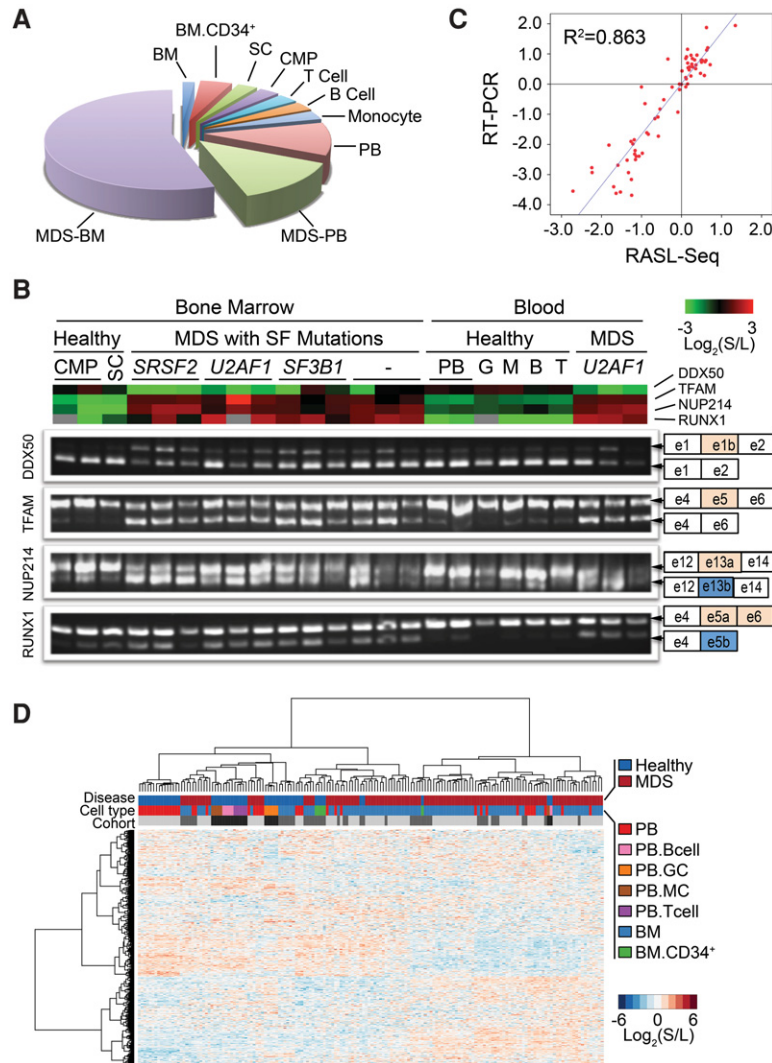 A
BM
BM.CD34⁺
SC
CMP
T Cell
B Cell
Monocyte
PB
MDS-PB
MDS-BM
C
R²=0.863
RT-PCR
2.0
1.0
0.0
-1.0
-2.0
-3.0
-4.0
-3.0 -2.0 -1.0 0.0 1.0 2.0
RASL-Seq
B
Bone Marrow Blood
Healthy MDS with SF Mutations Healthy MDS
CMP SC SRSF2 U2AF1 SF3B1 - PB G M B T U2AF1
-3 3
Log₂(S/L)
DDX50
TFAM
NUP214
RUNX1
DDX50
e1 e1b e2
e1 e2
TFAM
e4 e5 e6
e4 e6
NUP214
e12 e13a e14
e12 e13b e14
RUNX1
e4 e5a e6
e4 e5b
D
Disease
Cell type
Cohort
Healthy
MDS
PB
PB.Bcell
PB.GC
PB.MC
PB.Tcell
BM
BM.CD34⁺
-6 6
Log₂(S/L)